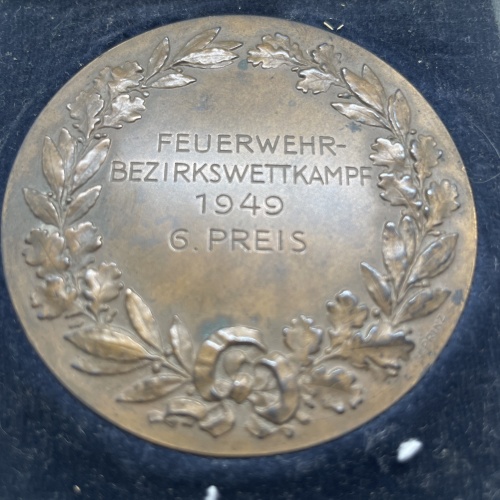 FEUERWEHR-
BEZIRKSWETTKAMPF
1949
6. PREIS